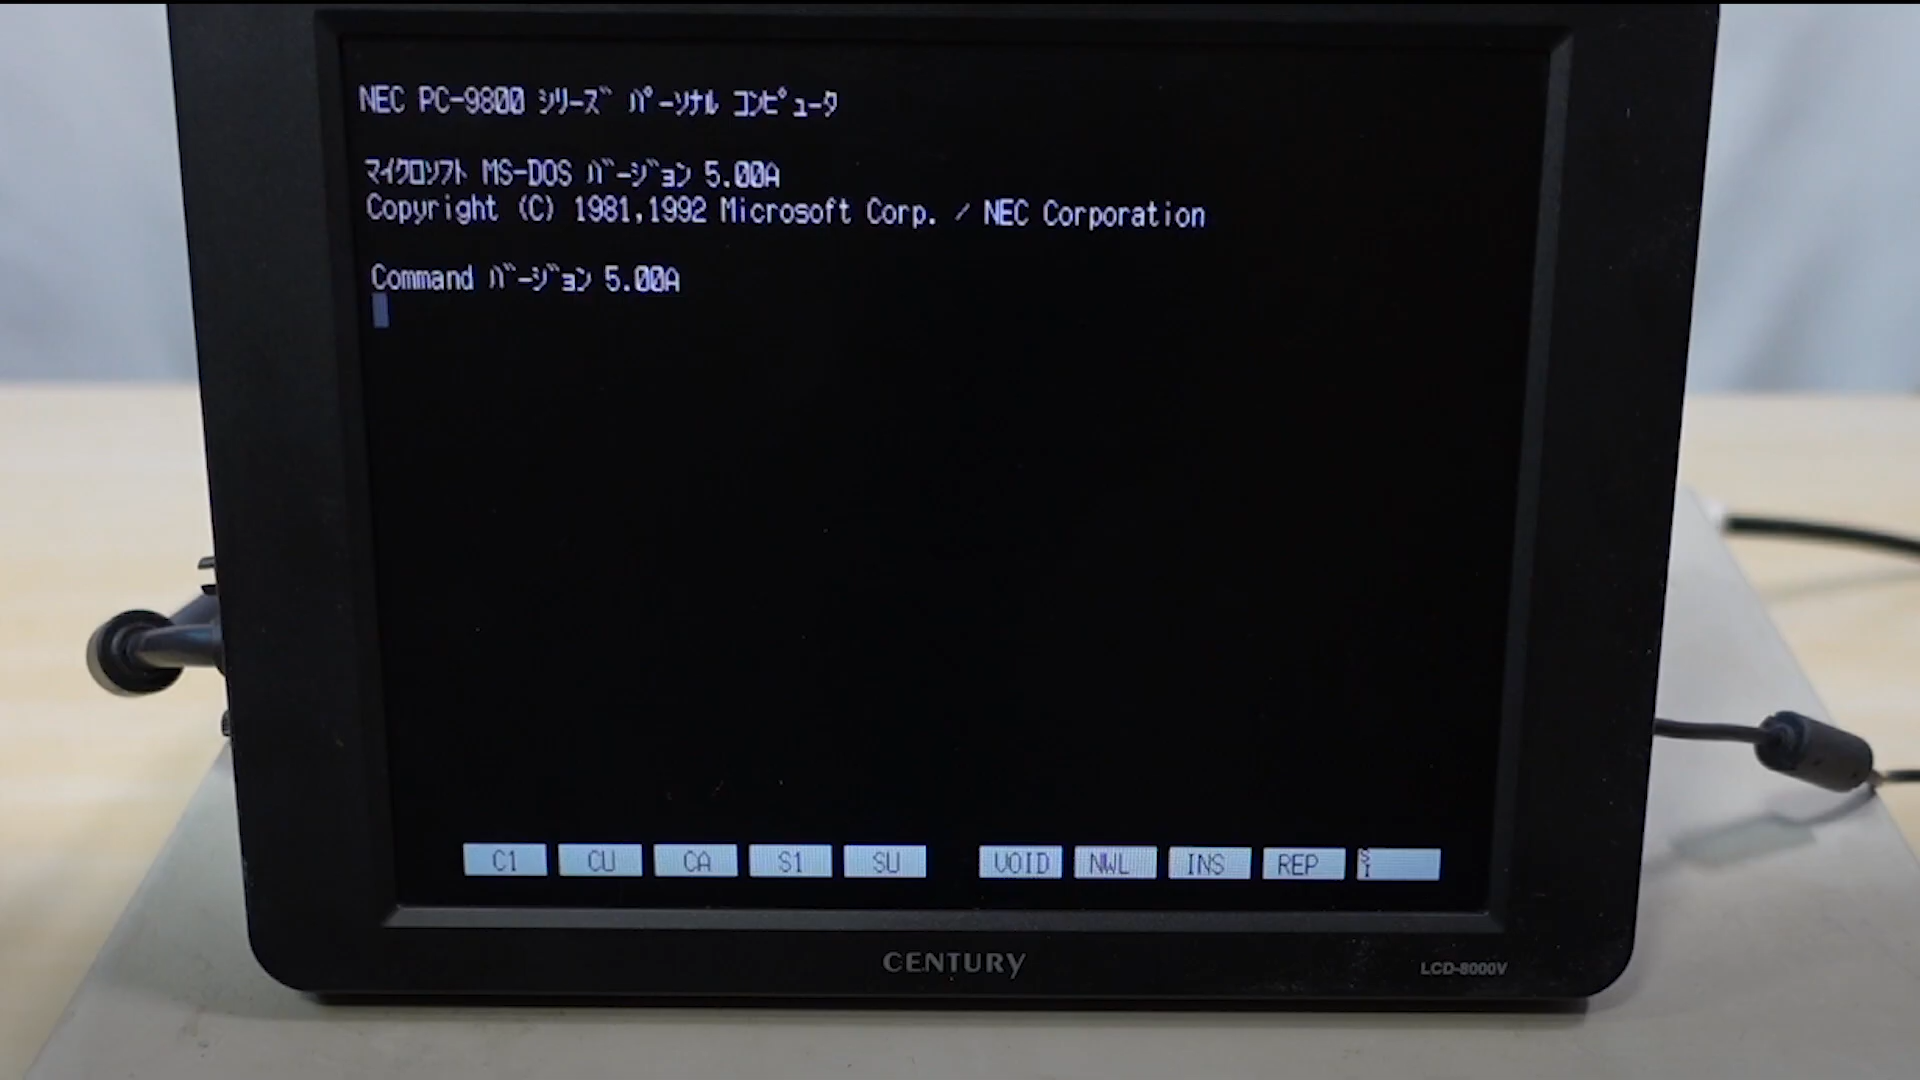 NEC PC-9800 ｼﾘｰｽﾞ ﾊﾟｰｿﾅﾙ ｺﾝﾋﾟｭｰﾀ
ﾏｲｸﾛｿﾌﾄ MS-DOS ﾊﾞｰｼﾞｮﾝ 5.00A
Copyright (C) 1981,1992 Microsoft Corp. / NEC Corporation
Command ﾊﾞｰｼﾞｮﾝ 5.00A
C1 CU CA S1 SU VOID NWL INS REP
CENTURY
LCD-8000V